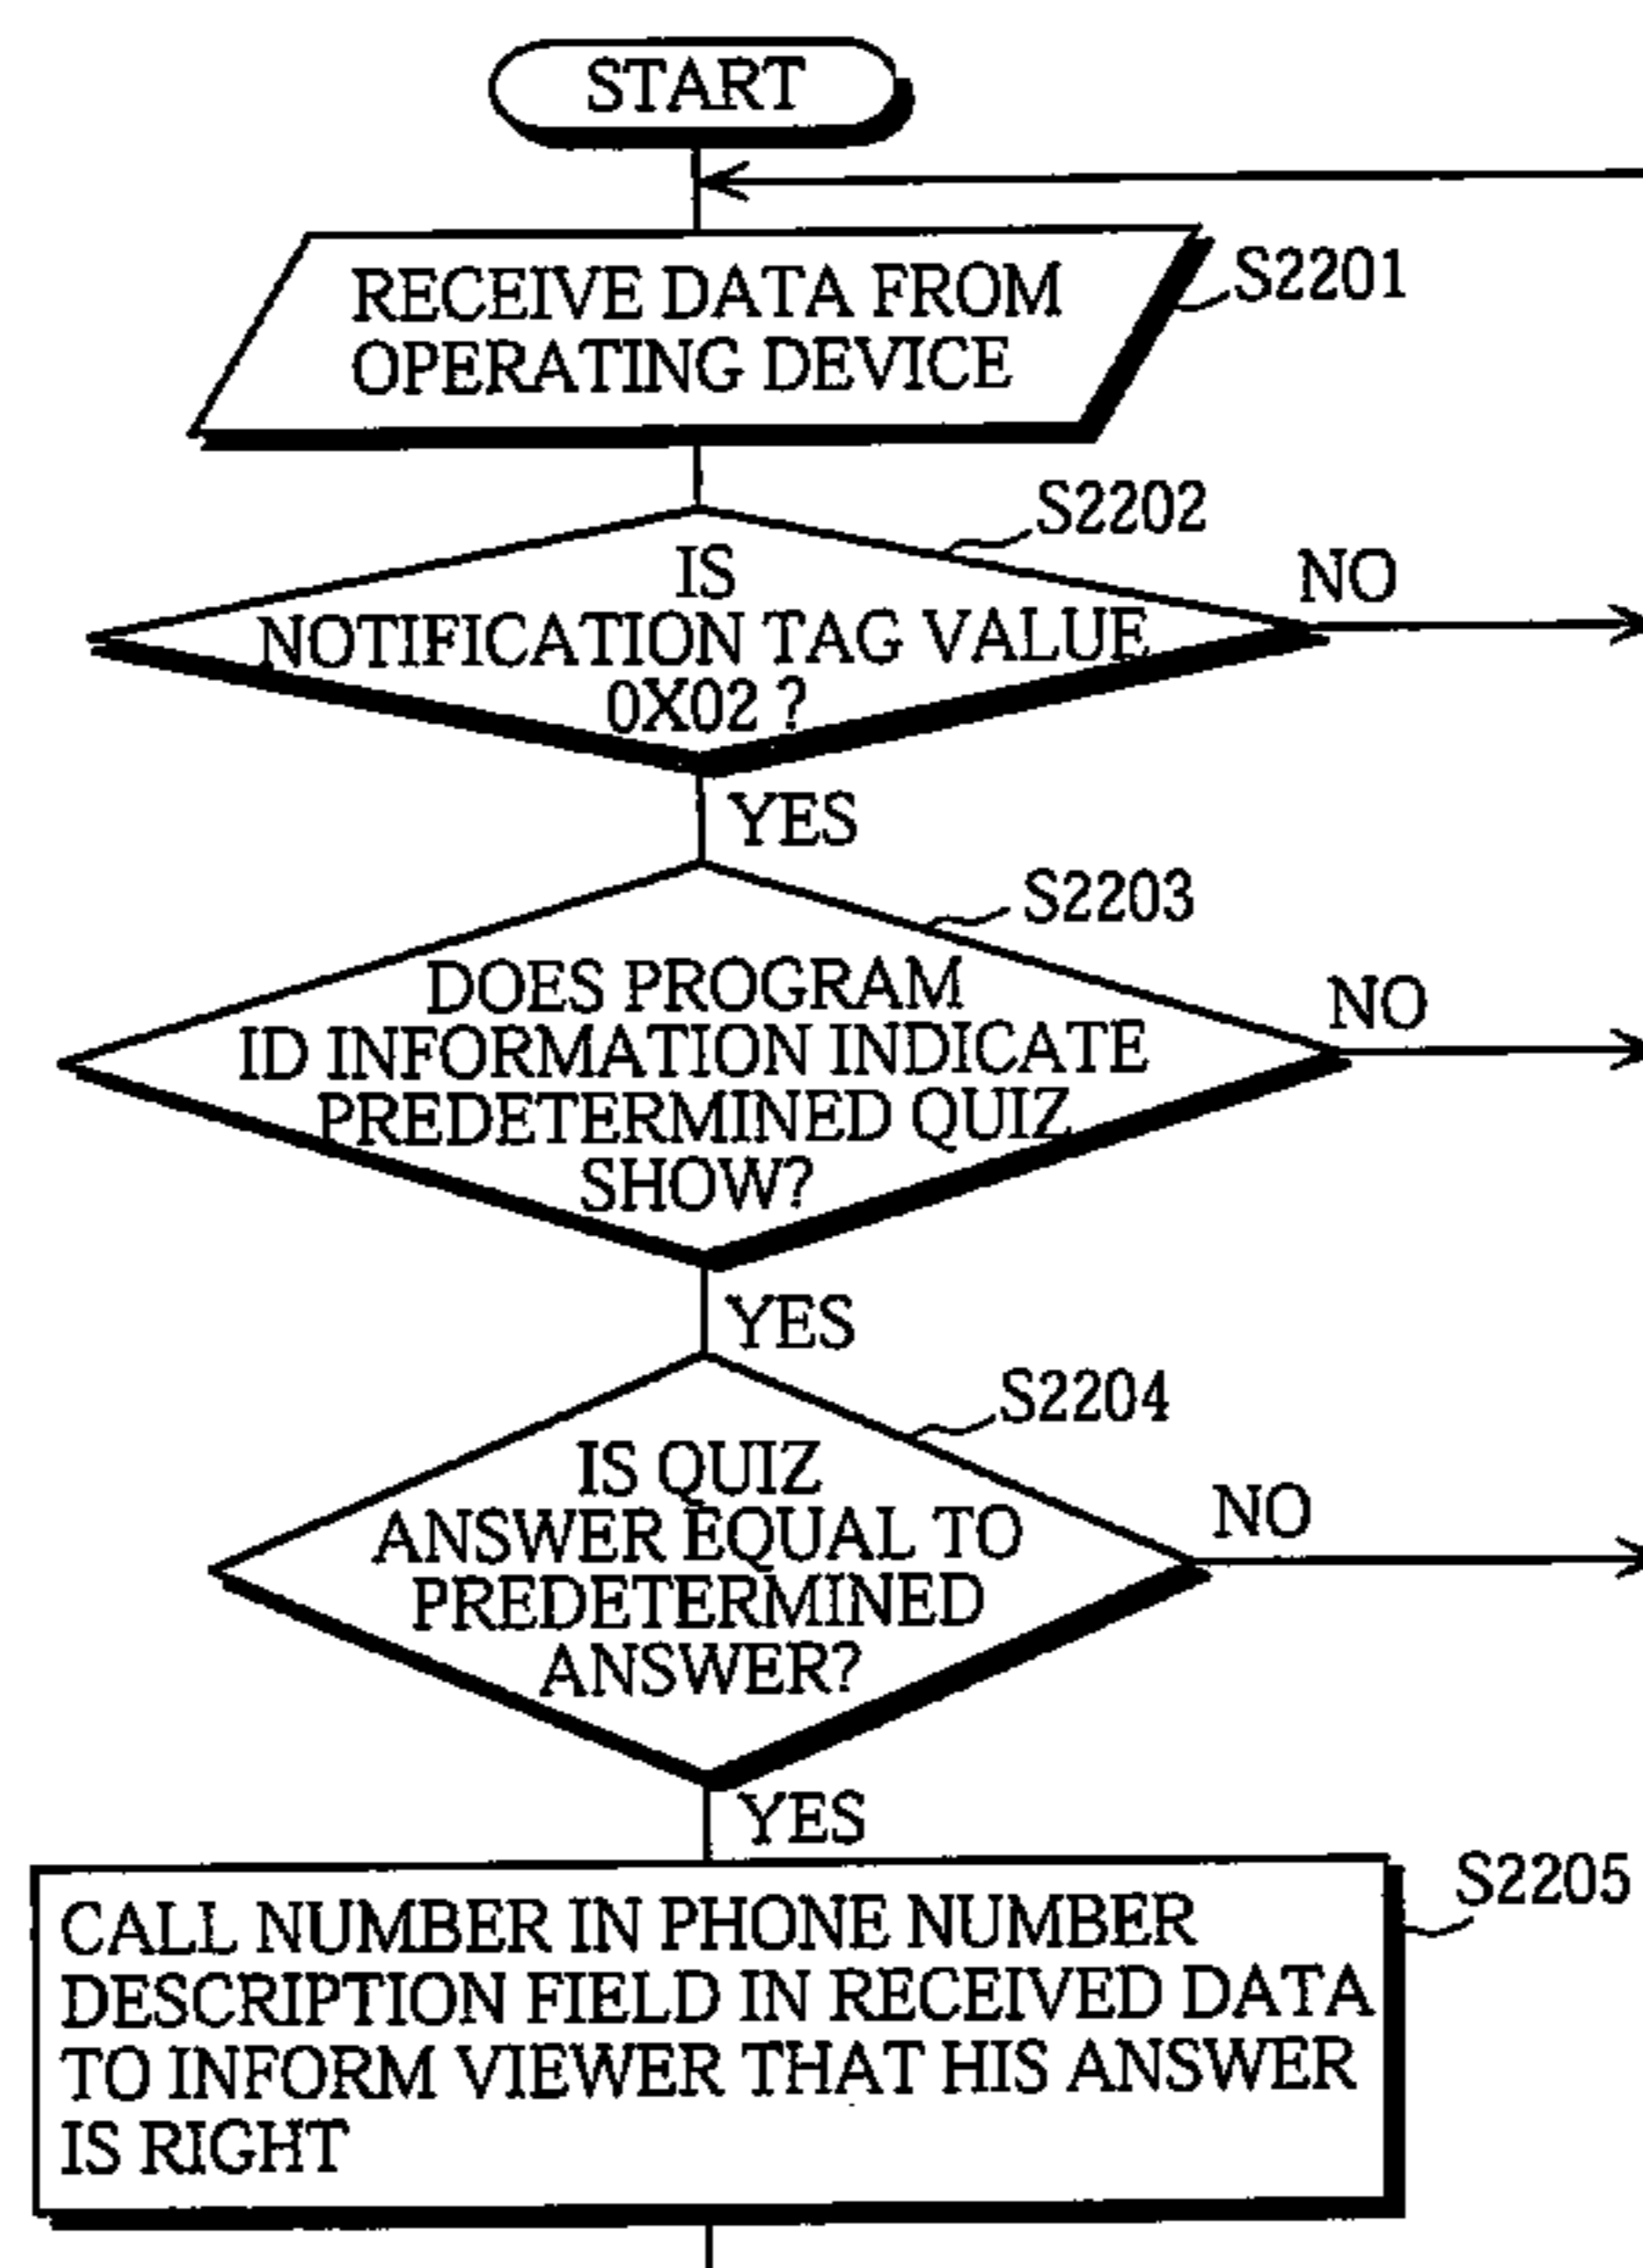 START
RECEIVE DATA FROM
OPERATING DEVICE
S2201
S2202
IS
NOTIFICATION TAG VALUE
0X02 ?
NO
YES
S2203
DOES PROGRAM
ID INFORMATION INDICATE
PREDETERMINED QUIZ
SHOW?
NO
YES
S2204
IS QUIZ
ANSWER EQUAL TO
PREDETERMINED
ANSWER?
NO
YES
S2205
CALL NUMBER IN PHONE NUMBER
DESCRIPTION FIELD IN RECEIVED DATA
TO INFORM VIEWER THAT HIS ANSWER
IS RIGHT